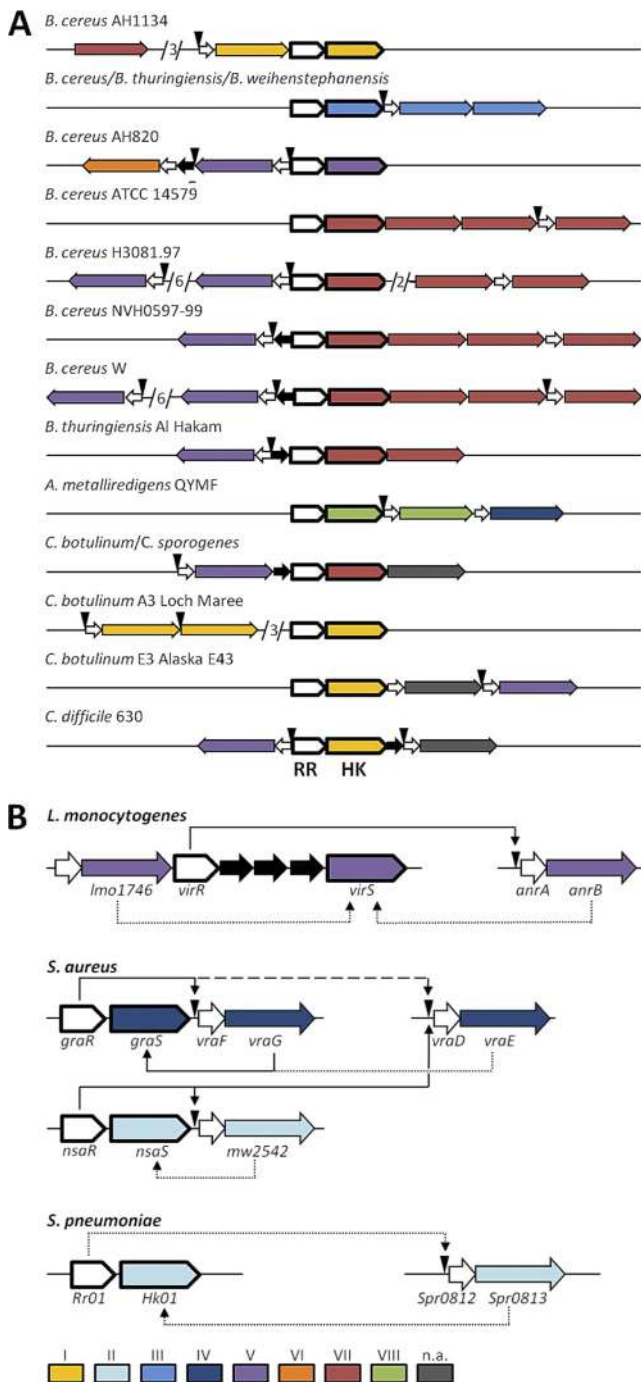 A
B. cereus AH1134
/3/
B. cereus/B. thuringiensis/B. weihenstephanensis
B. cereus AH820
B. cereus ATCC 14579
B. cereus H3081.97
/6/ /2/
B. cereus NVH0597-99
B. cereus W
/6/
B. thuringiensis Al Hakam
A. metalliredigens QYMF
C. botulinum/C. sporogenes
C. botulinum A3 Loch Maree
/3/
C. botulinum E3 Alaska E43
C. difficile 630
RR HK
B
L. monocytogenes
lmo1746 virR virS anrA anrB
S. aureus
graR graS vraF vraG vraD vraE
nsaR nsaS mw2542
S. pneumoniae
Rr01 Hk01 Spr0812 Spr0813
I II III IV V VI VII VIII n.a.